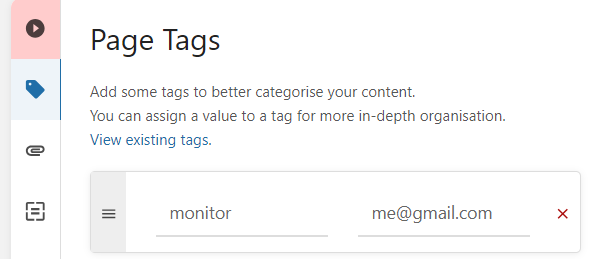 Page Tags
Add some tags to better categorise your content.
You can assign a value to a tag for more in-depth organisation.
View existing tags.
monitor me@gmail.com